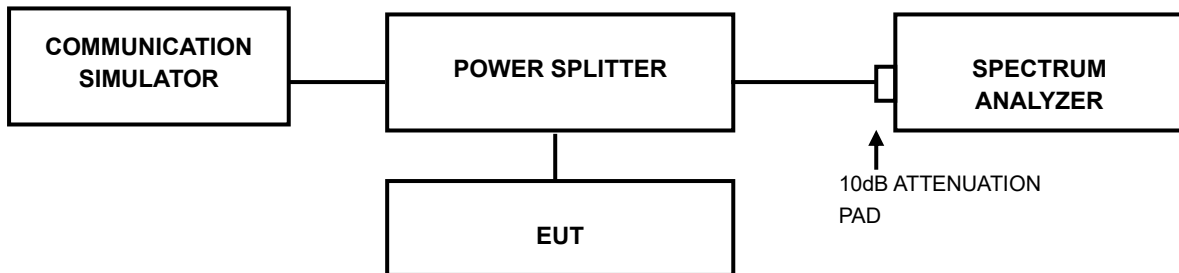 COMMUNICATION
SIMULATOR
POWER SPLITTER
SPECTRUM
ANALYZER
10dB ATTENUATION
PAD
EUT